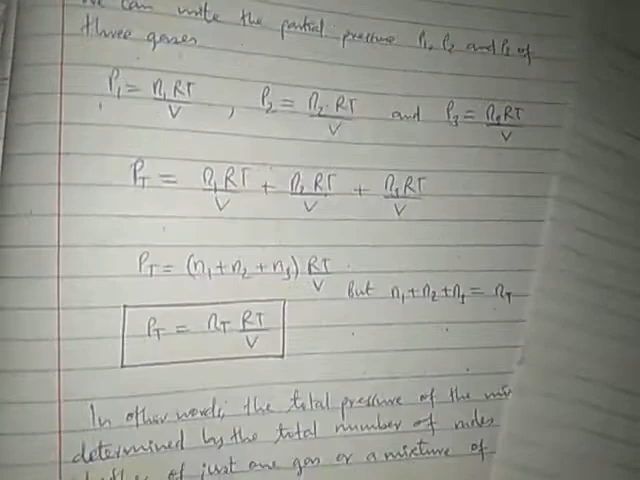 we can write the partial pressure P1, P2 and P3 of
three gases
P1 = n1RT/V , P2 = n2RT/V and P3 = n3RT/V
PT = n1RT/V + n2RT/V + n3RT/V
PT = (n1+n2+n3) RT/V But n1+n2+n3 = nT
PT = nT RT/V
In other words, the total pressure of the mix
determined by the total number of moles
of just one gas or a mixture of